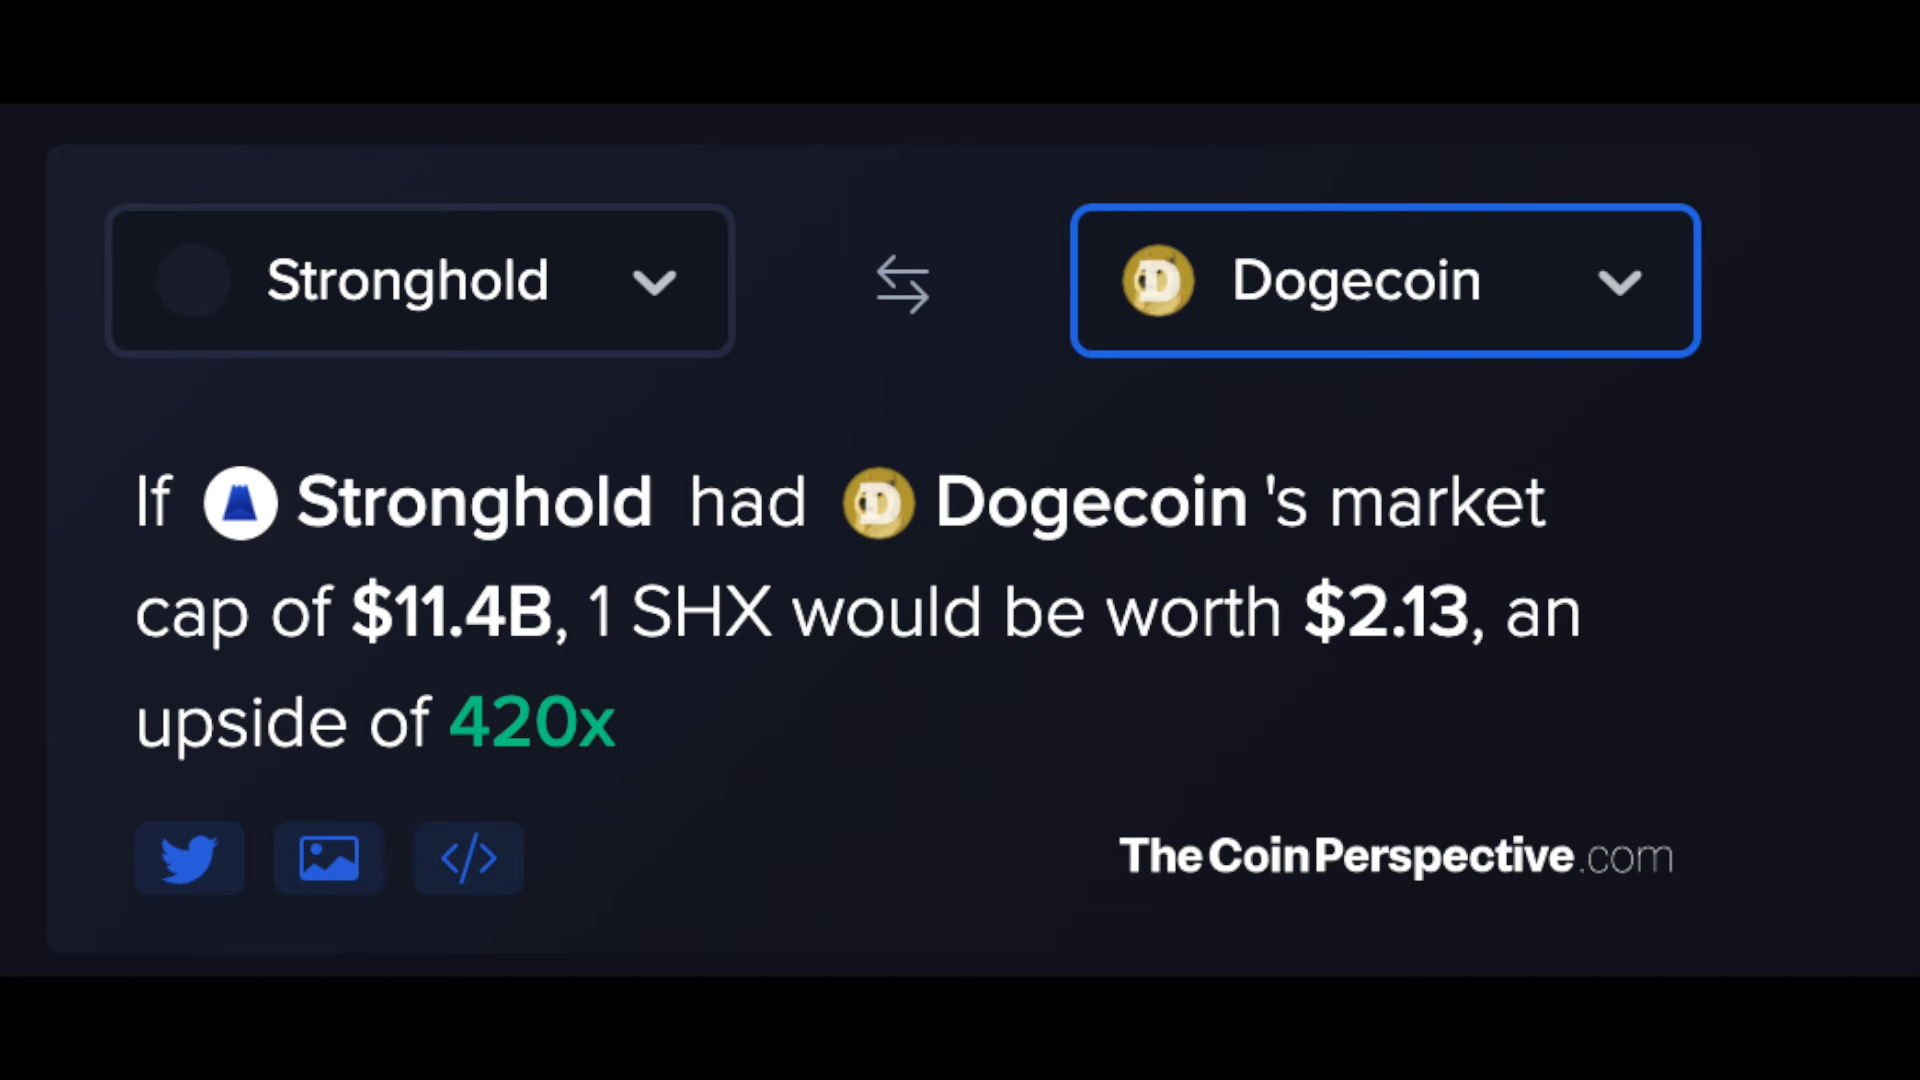 Stronghold
Dogecoin
If Stronghold had Dogecoin 's market
cap of $11.4B, 1 SHX would be worth $2.13, an
upside of 420x
TheCoinPerspective.com